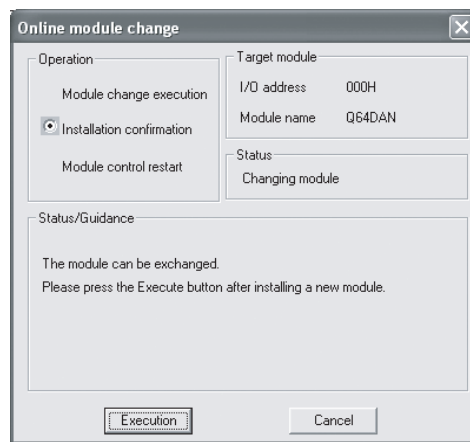 Online module change
Operation
Module change execution
Installation confirmation
Module control restart
Target module
I/O address 000H
Module name Q64DAN
Status
Changing module
Status/Guidance
The module can be exchanged.
Please press the Execute button after installing a new module.
Execution
Cancel